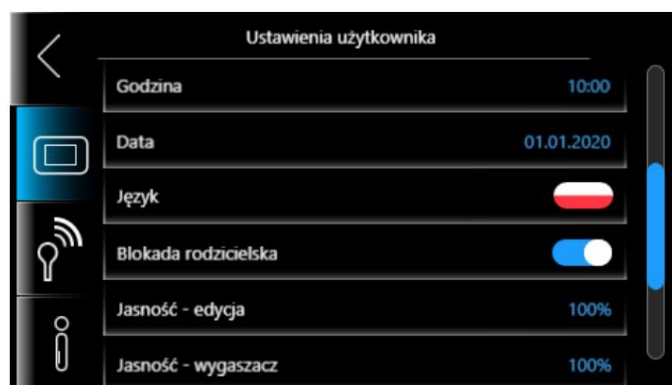 Ustawienia użytkownika
Godzina 10:00
Data 01.01.2020
Język
Blokada rodzicielska
Jasność - edycja 100%
Jasność - wygaszacz 100%